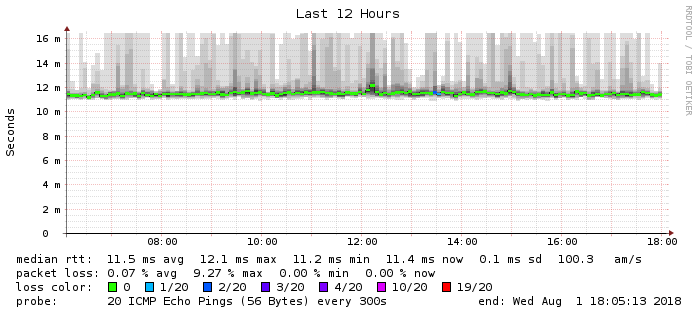 Last 12 Hours
RRDTOOL / TOBI OETIKER
Seconds
16 m
14 m
12 m
10 m
8 m
6 m
4 m
2 m
0
08:00 10:00 12:00 14:00 16:00 18:00
median rtt: 11.5 ms avg 12.1 ms max 11.2 ms min 11.4 ms now 0.1 ms sd 100.3 am/s
packet loss: 0.07 % avg 9.27 % max 0.00 % min 0.00 % now
loss color: 0 1/20 2/20 3/20 4/20 10/20 19/20
probe: 20 ICMP Echo Pings (56 Bytes) every 300s end: Wed Aug 1 18:05:13 2018